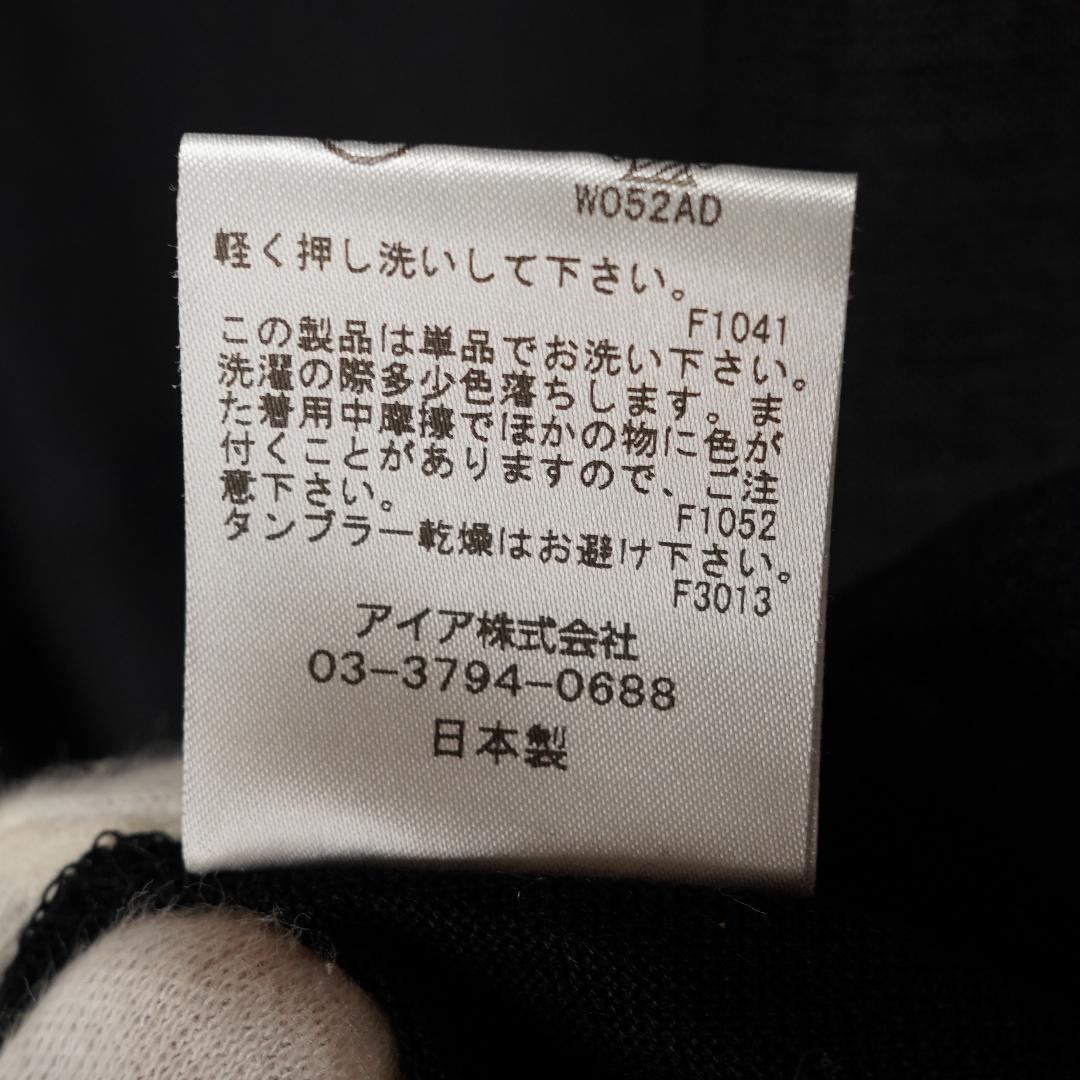 W052AD
軽く押し洗いして下さい。
F1041
この製品は単品でお洗い下さい。
洗濯の際多少色落ちします。ま
た着用中摩擦でほかの物に色が
付くことがありますので、ご注
意下さい。
F1052
タンブラー乾燥はお避け下さい。
F3013
アイア株式会社
03-3794-0688
日本製